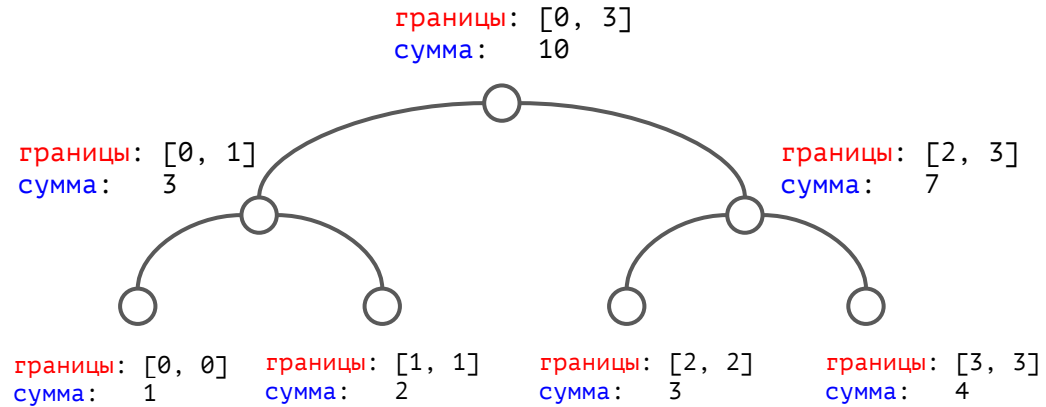 границы: [0, 3]
сумма: 10
границы: [0, 1]
сумма: 3
границы: [2, 3]
сумма: 7
границы: [0, 0]
сумма: 1
границы: [1, 1]
сумма: 2
границы: [2, 2]
сумма: 3
границы: [3, 3]
сумма: 4